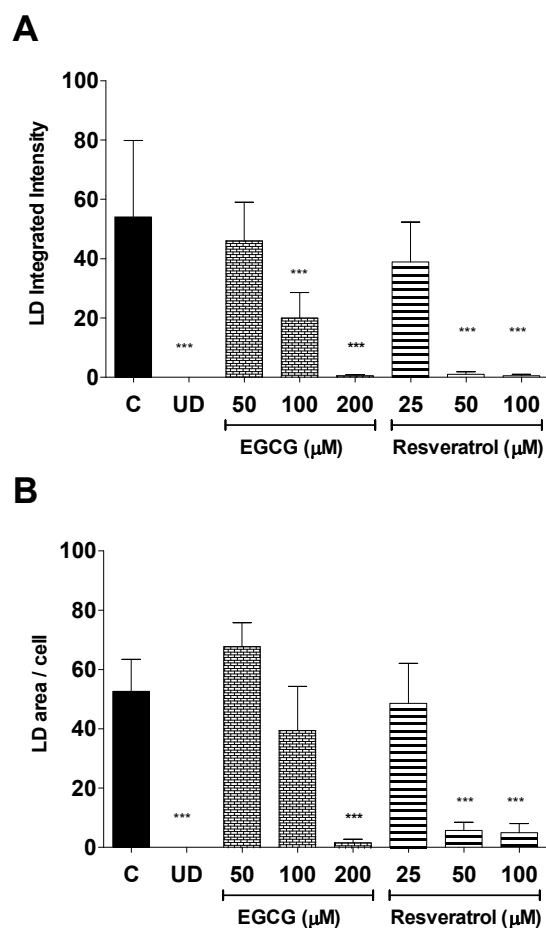 A
LD Integrated Intensity
100
80
60
40
20
0
***
***
***
***
***
C UD 50 100 200 25 50 100
EGCG (μM) Resveratrol (μM)
B
LD area / cell
100
80
60
40
20
0
***
***
***
***
C UD 50 100 200 25 50 100
EGCG (μM) Resveratrol (μM)